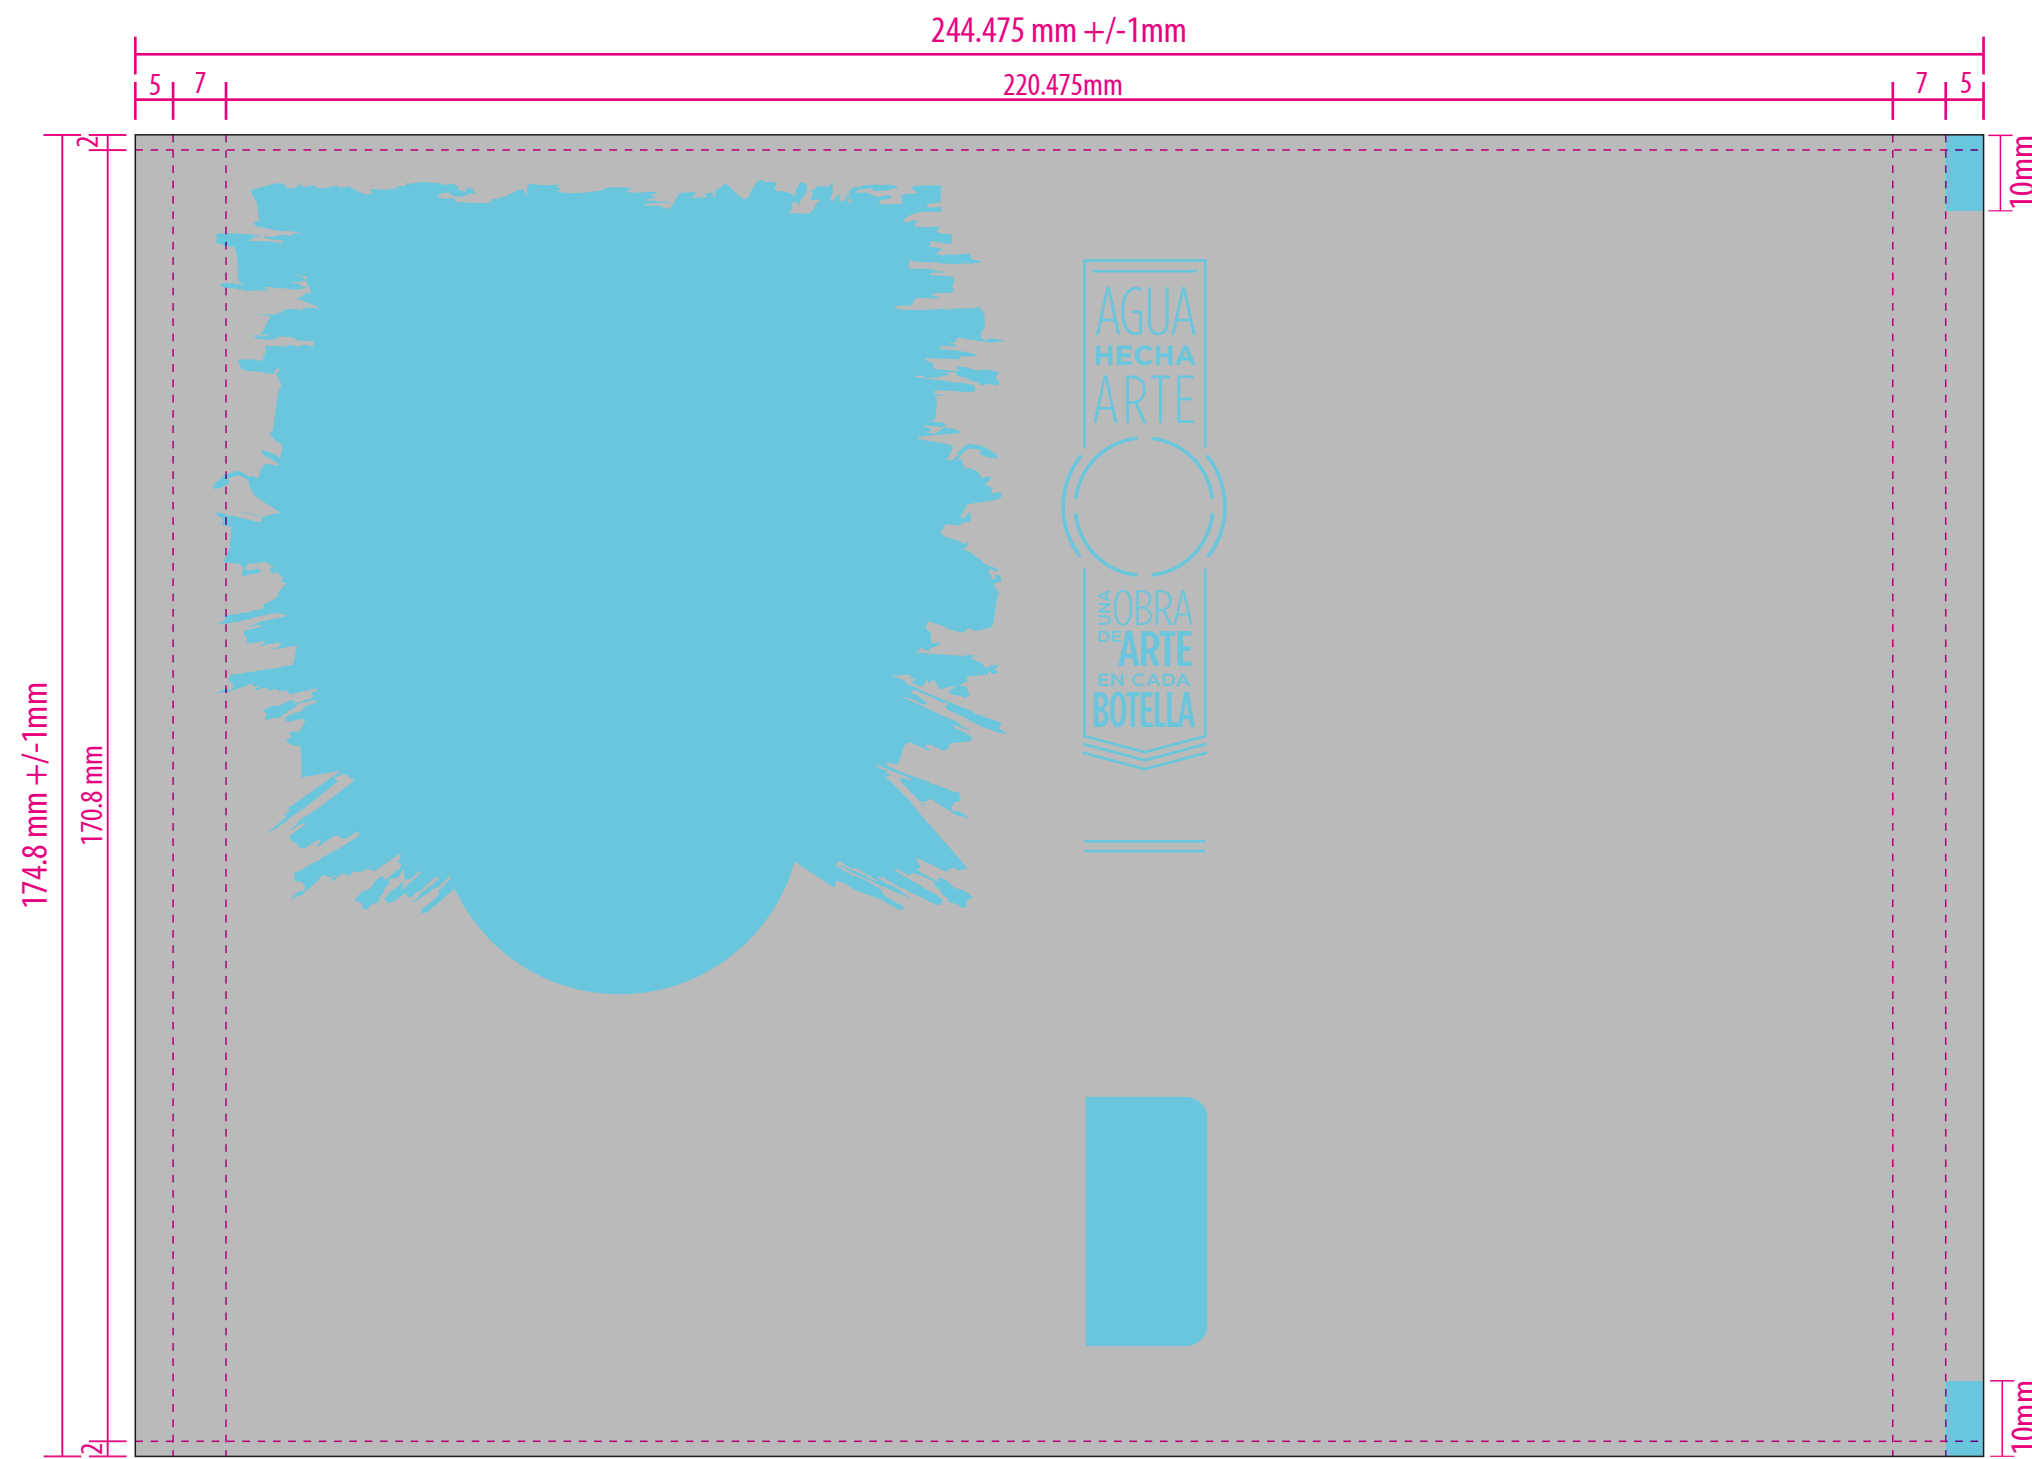 244.475 mm +/-1mm
5 7 220.475mm 7 5
2
10mm
AGUA
HECHA
ARTE
UNA OBRA
DE ARTE
EN CADA
BOTELLA
174.8 mm +/-1mm
170.8 mm
2
10mm